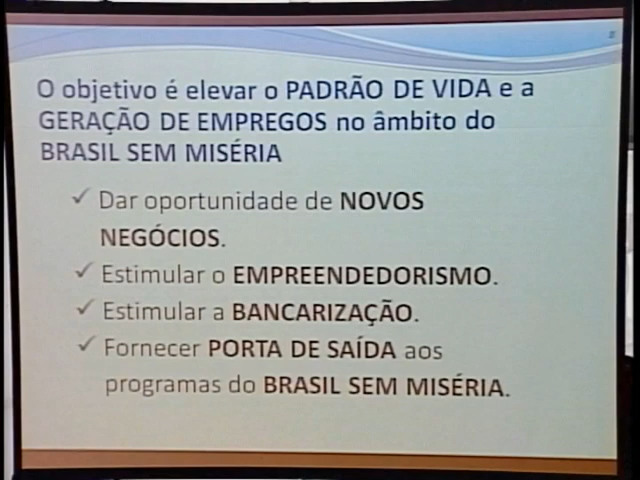 O objetivo é elevar o PADRÃO DE VIDA e a
GERAÇÃO DE EMPREGOS no âmbito do
BRASIL SEM MISÉRIA
✓ Dar oportunidade de NOVOS
NEGÓCIOS.
✓ Estimular o EMPREENDEDORISMO.
✓ Estimular a BANCARIZAÇÃO.
✓ Fornecer PORTA DE SAÍDA aos
programas do BRASIL SEM MISÉRIA.